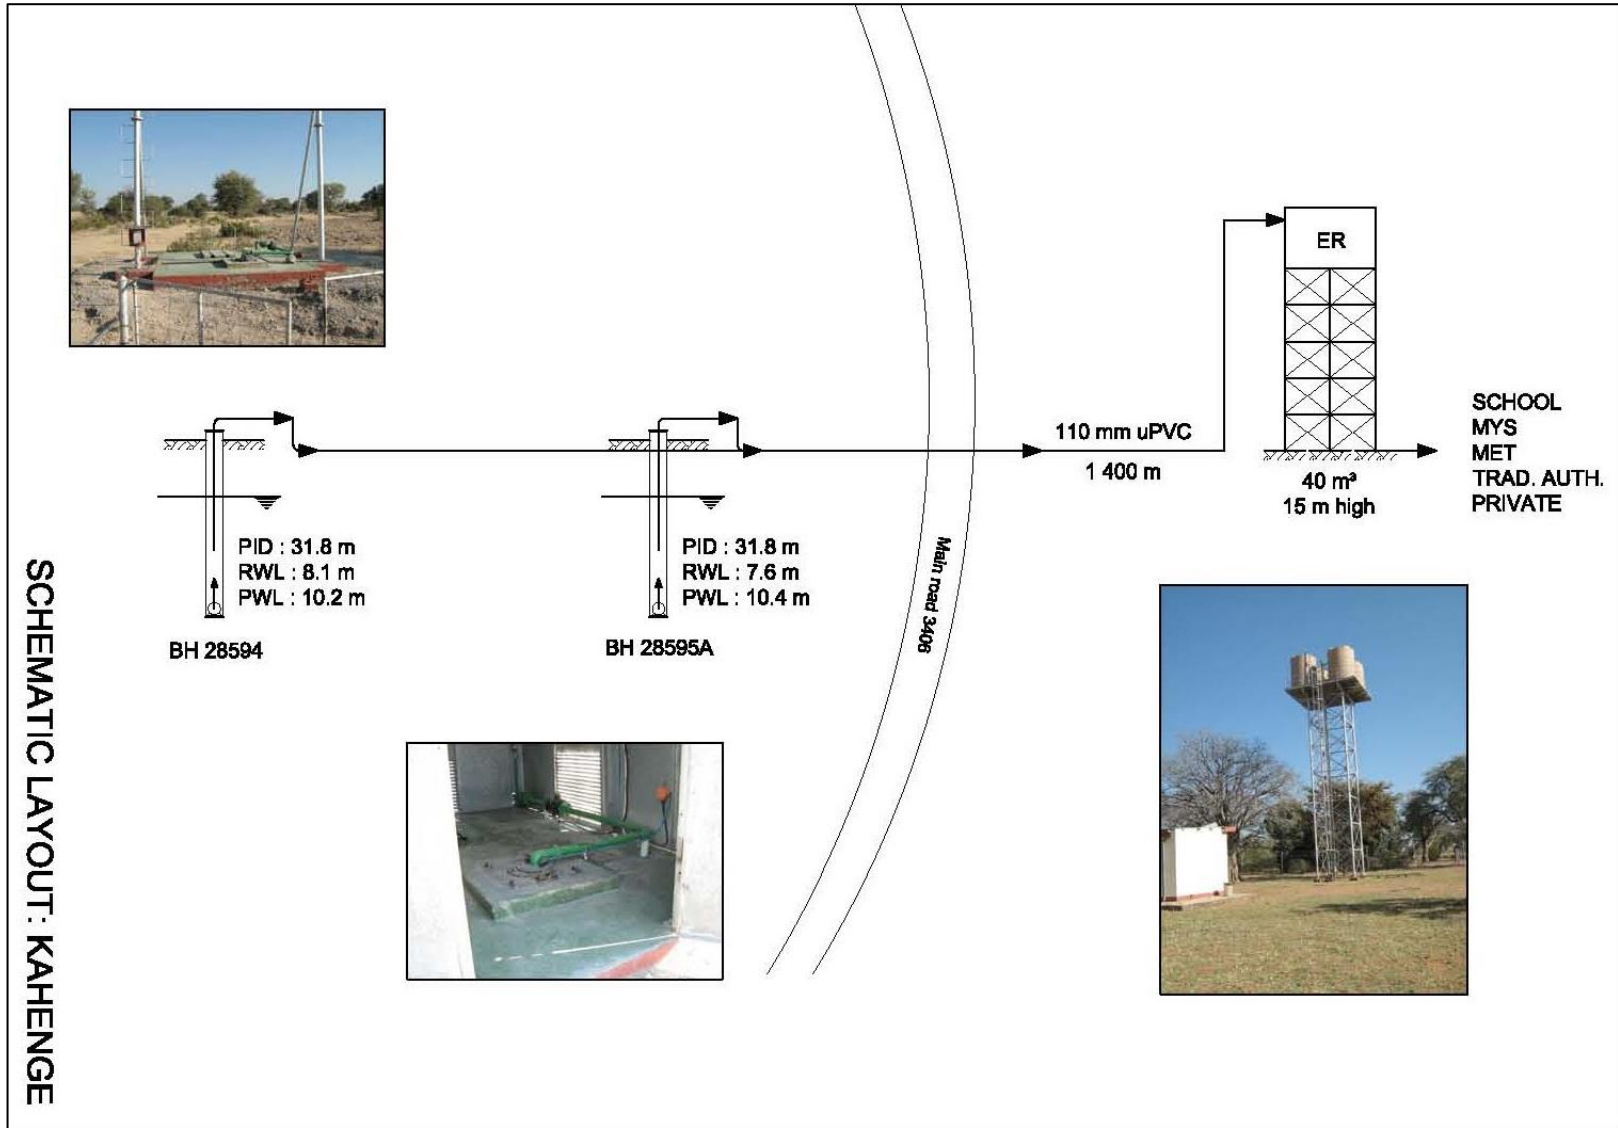 ER
110 mm uPVC
1 400 m
40 m³
15 m high
SCHOOL
MYS
MET
TRAD. AUTH.
PRIVATE
PID : 31.8 m
RWL : 8.1 m
PWL : 10.2 m
BH 28594
PID : 31.8 m
RWL : 7.6 m
PWL : 10.4 m
BH 28595A
Main road 3406
SCHEMATIC LAYOUT: KAHENGE